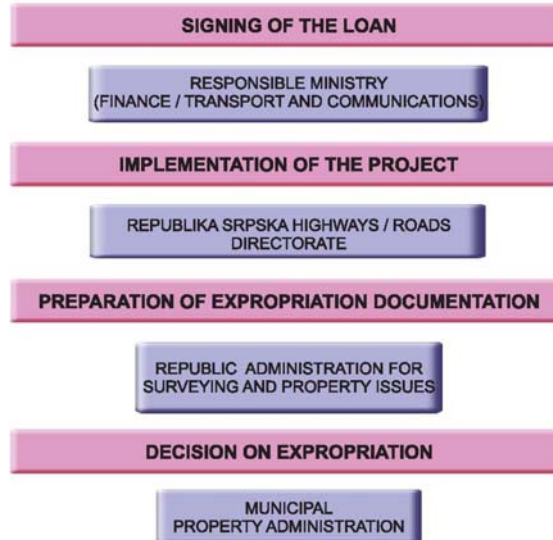 SIGNING OF THE LOAN
RESPONSIBLE MINISTRY
(FINANCE / TRANSPORT AND COMMUNICATIONS)
IMPLEMENTATION OF THE PROJECT
REPUBLIKA SRPSKA HIGHWAYS / ROADS
DIRECTORATE
PREPARATION OF EXPROPRIATION DOCUMENTATION
REPUBLIC ADMINISTRATION FOR
SURVEYING AND PROPERTY ISSUES
DECISION ON EXPROPRIATION
MUNICIPAL
PROPERTY ADMINISTRATION